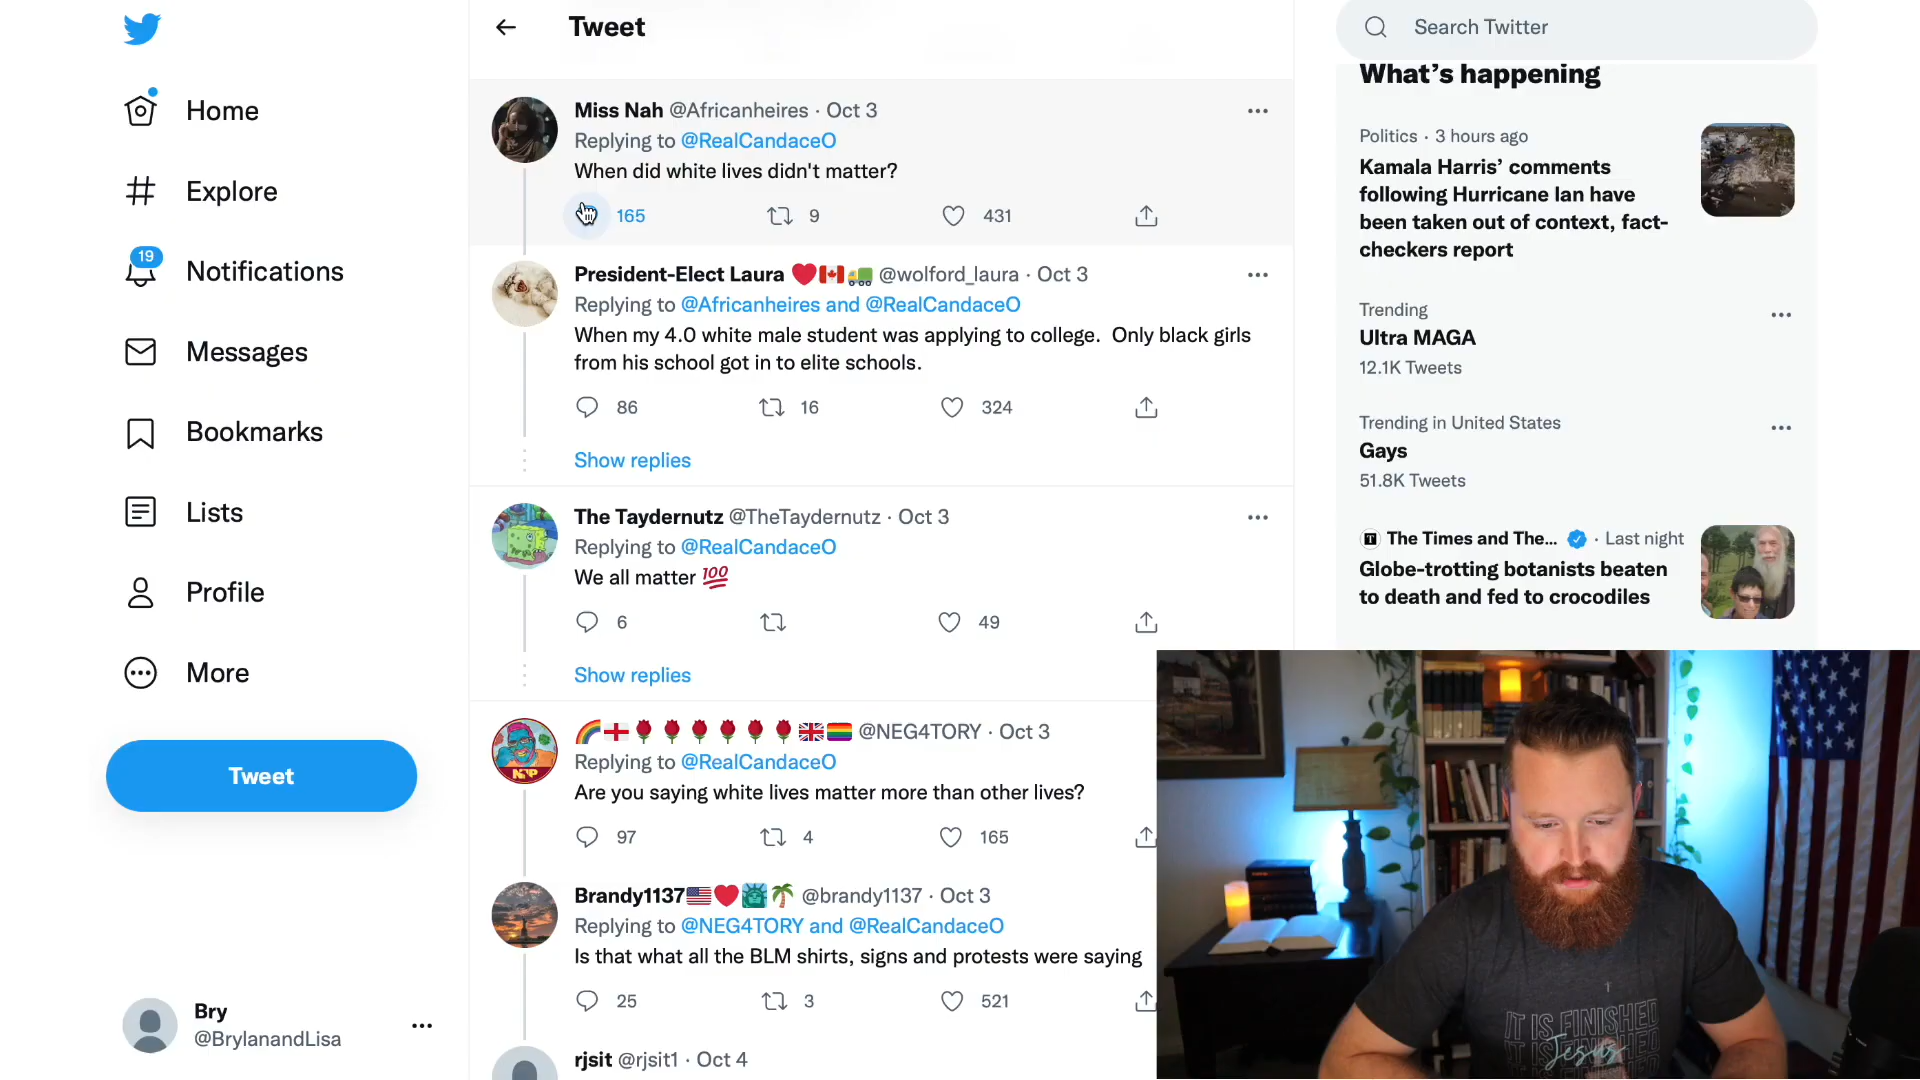 Home
Explore
19
Notifications
Messages
Bookmarks
Lists
Profile
More
Tweet
Bry
@BrylanandLisa
Tweet
Miss Nah @Africanheires · Oct 3
Replying to @RealCandaceO
When did white lives didn't matter?
165
9
431
President-Elect Laura ❤️🇨🇦🚛 @wolford_laura · Oct 3
Replying to @Africanheires and @RealCandaceO
When my 4.0 white male student was applying to college. Only black girls
from his school got in to elite schools.
86
16
324
Show replies
The Taydernutz @TheTaydernutz · Oct 3
Replying to @RealCandaceO
We all matter 💯
6
49
Show replies
🌈🏴󠁧󠁢󠁥󠁮󠁧󠁿🌹🌹🌹🌹🌹🌹🇬🇧🏳️‍🌈 @NEG4TORY · Oct 3
Replying to @RealCandaceO
Are you saying white lives matter more than other lives?
97
4
165
Brandy1137🇺🇸❤️🗽🌴 @brandy1137 · Oct 3
Replying to @NEG4TORY and @RealCandaceO
Is that what all the BLM shirts, signs and protests were saying
25
3
521
rjsit @rjsit1 · Oct 4
Search Twitter
What's happening
Politics · 3 hours ago
Kamala Harris' comments
following Hurricane Ian have
been taken out of context, fact-
checkers report
Trending
Ultra MAGA
12.1K Tweets
Trending in United States
Gays
51.8K Tweets
The Times and The... · Last night
Globe-trotting botanists beaten
to death and fed to crocodiles
IT IS FINISHED
Jesus